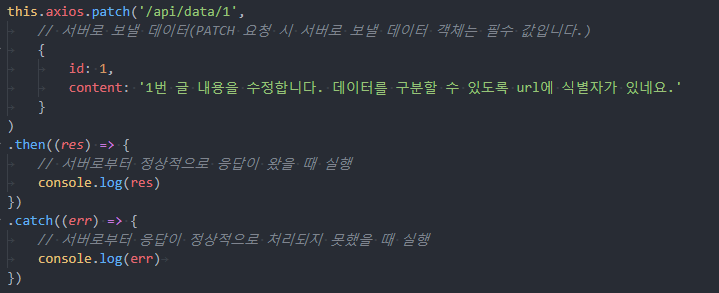 this.axios.patch('/api/data/1',
// 서버로 보낼 데이터(PATCH 요청 시 서버로 보낼 데이터 객체는 필수 값입니다.)
{
id: 1,
content: '1번 글 내용을 수정합니다. 데이터를 구분할 수 있도록 url에 식별자가 있네요.'
}
)
.then((res) => {
// 서버로부터 정상적으로 응답이 왔을 때 실행
console.log(res)
})
.catch((err) => {
// 서버로부터 응답이 정상적으로 처리되지 못했을 때 실행
console.log(err)
})